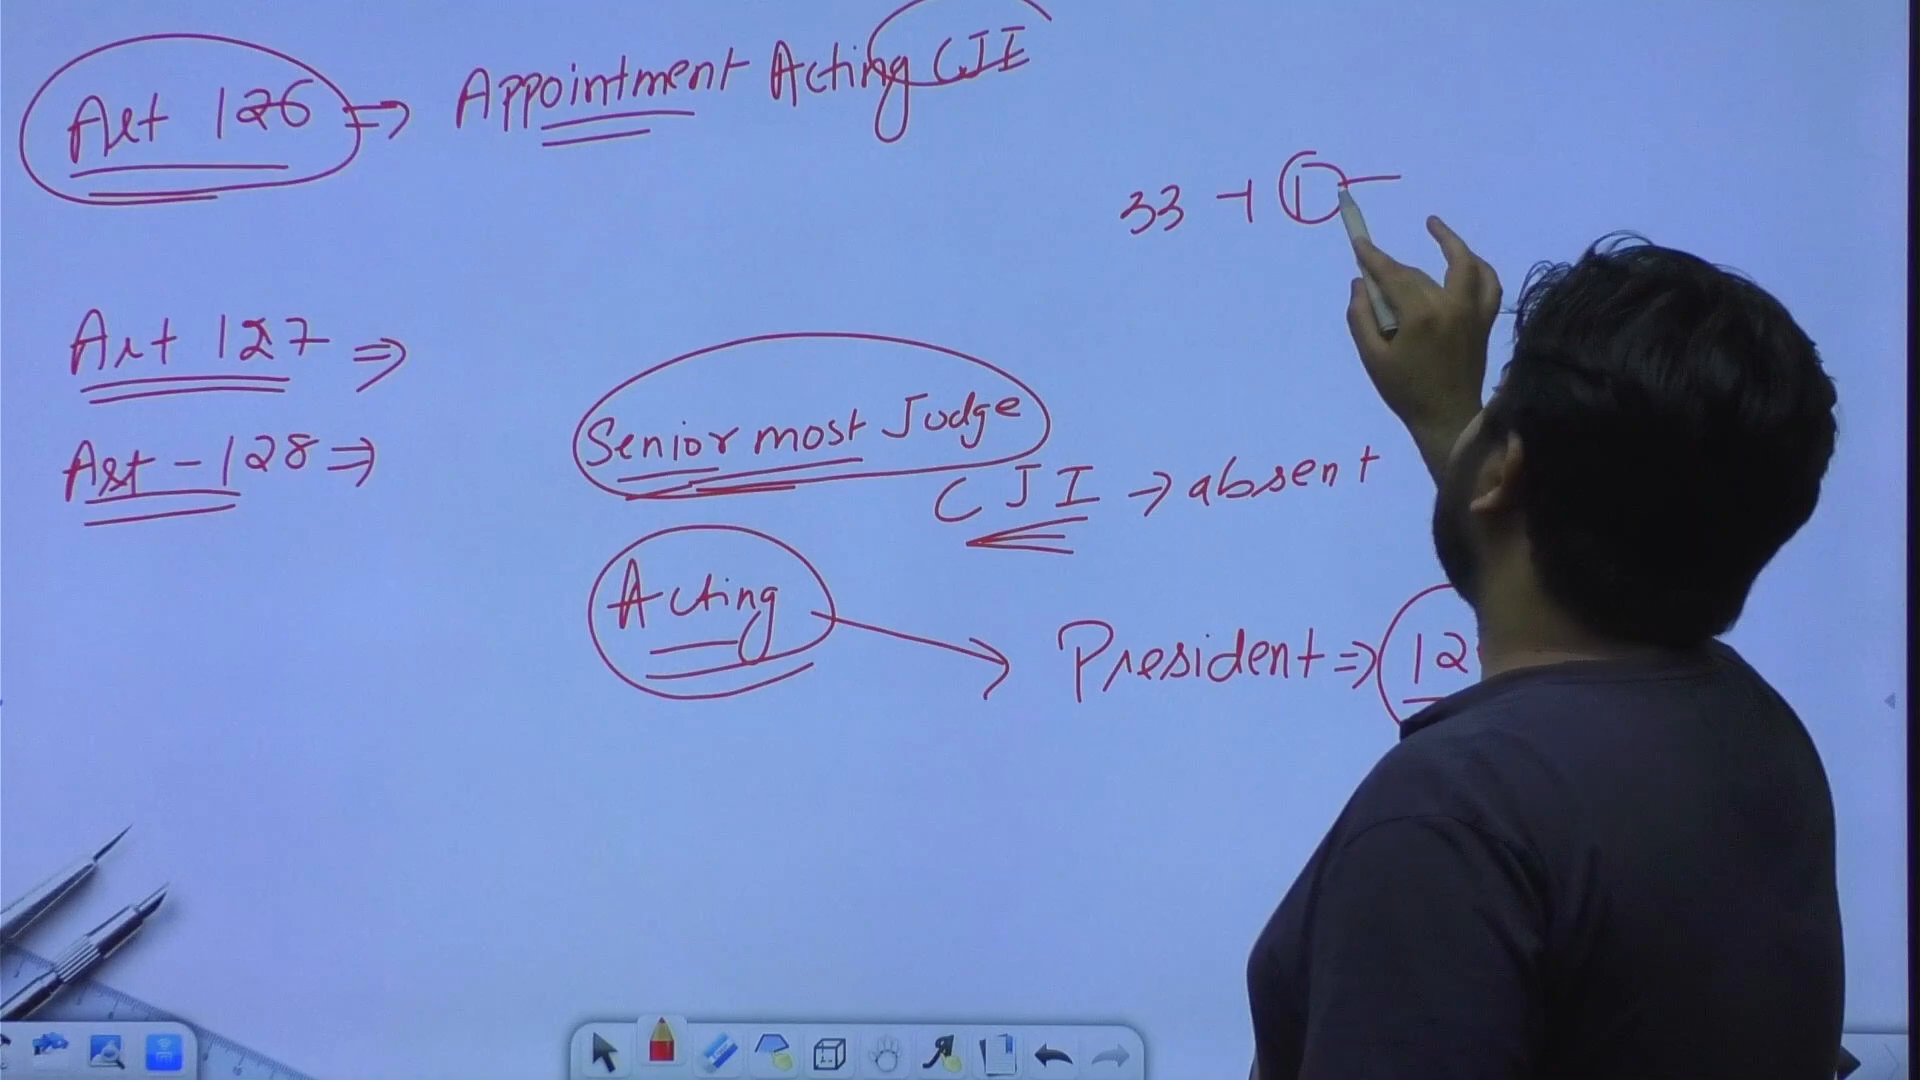 Art 126 => Appointment Acting CJI
33 + 1 -
Art 127 =>
Art - 128 =>
Senior most Judge
CJI -> absent
Acting
President => 12